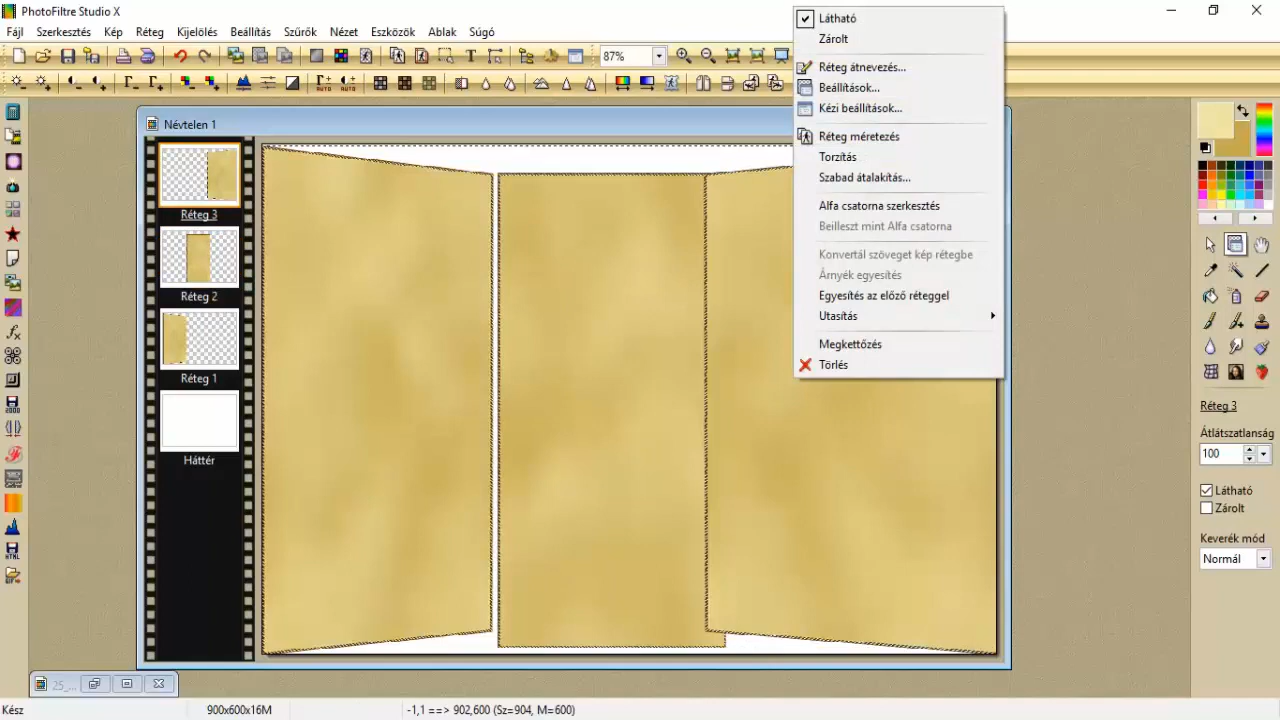 PhotoFiltre Studio X
Fájl Szerkesztés Kép Réteg Kijelölés Beállítás Szűrők Nézet Eszközök Ablak Súgó
87%
AUTO AUTO
Névtelen 1
Réteg 3
Réteg 2
Réteg 1
Háttér
Látható
Zárolt
Réteg átnevezés...
Beállítások...
Kézi beállítások...
Réteg méretezés
Torzítás
Szabad átalakítás...
Alfa csatorna szerkesztés
Beilleszt mint Alfa csatorna
Konvertál szöveget kép rétegbe
Árnyék egyesítés
Egyesítés az előző réteggel
Utasítás
Megkettőzés
Törlés
Réteg 3
Átlátszatlanság
100
Látható
Zárolt
Keverék mód
Normál
25_...
Kész 900x600x16M -1,1 ==> 902,600 (Sz=904, M=600)